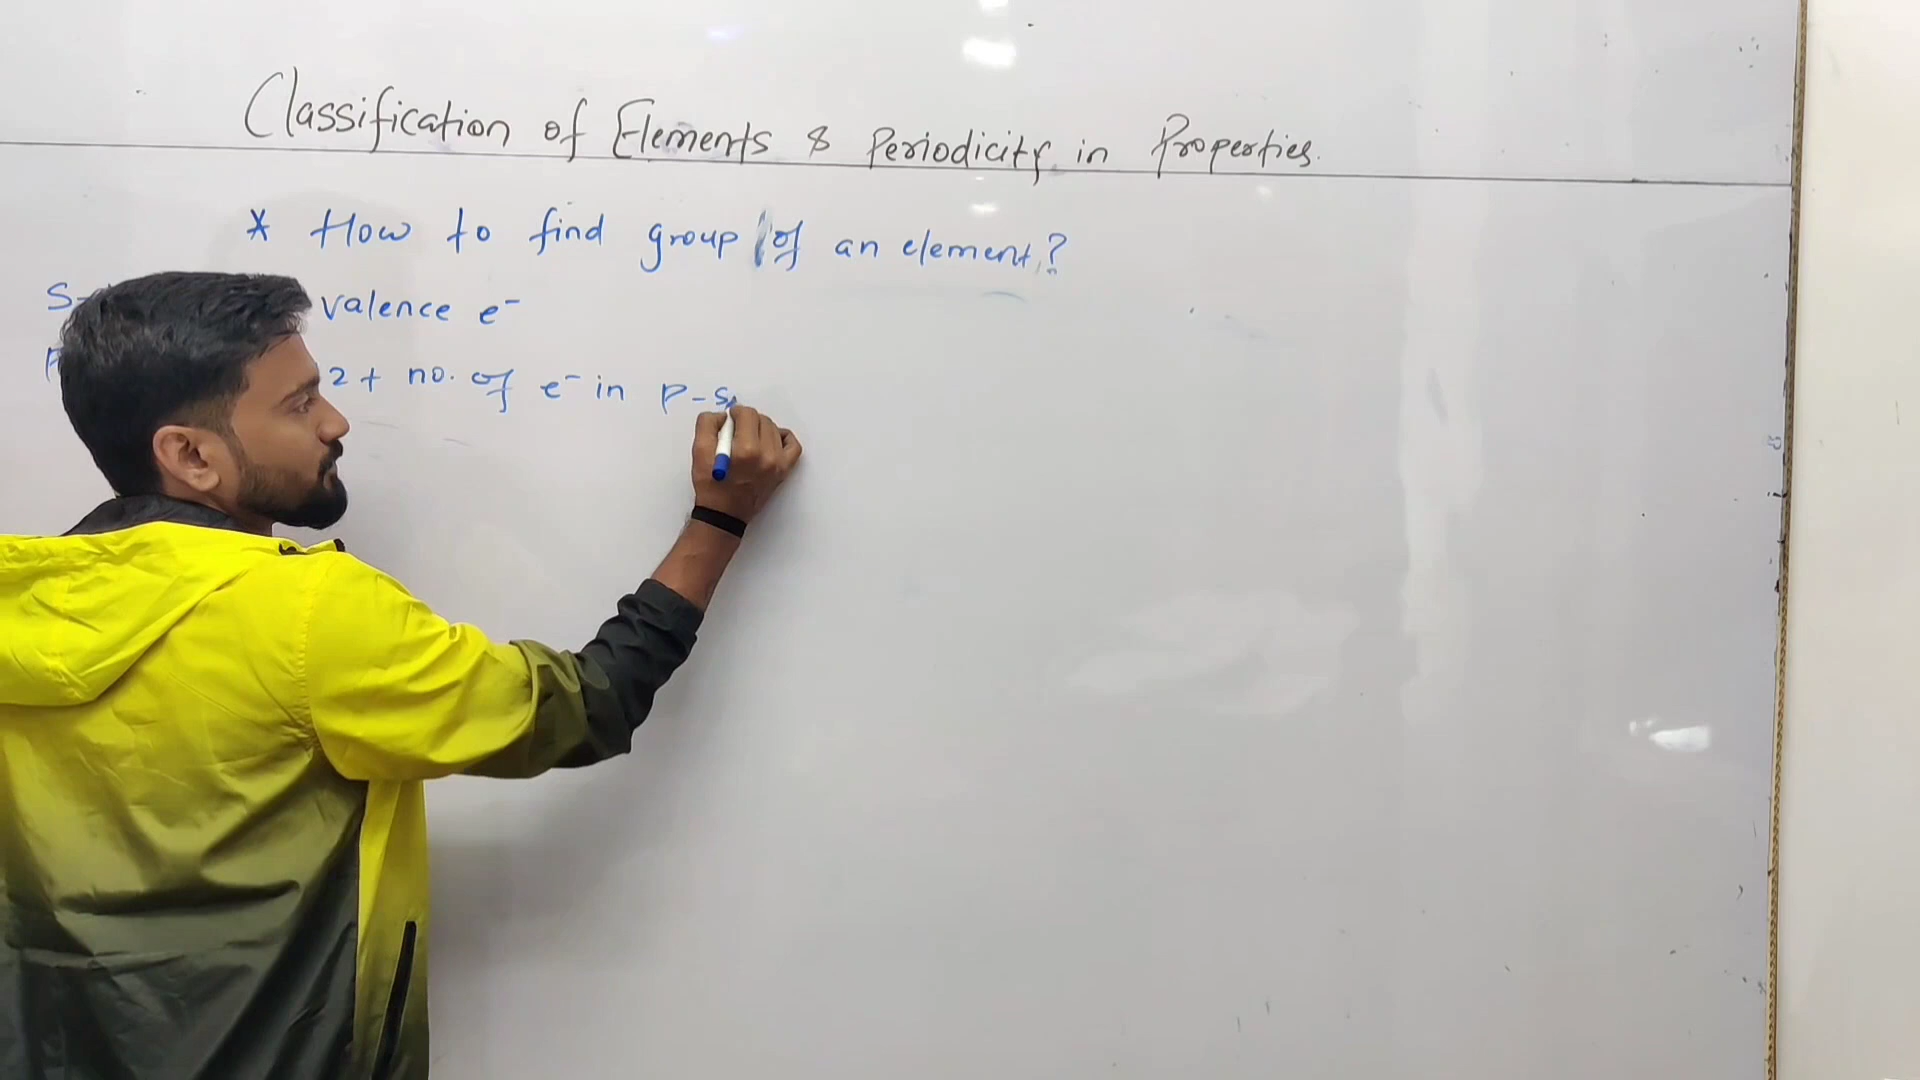 Classification of Elements & Periodicity in Properties.
* How to find group of an element?
S- valence e⁻
P 2 + no. of e⁻ in p-s